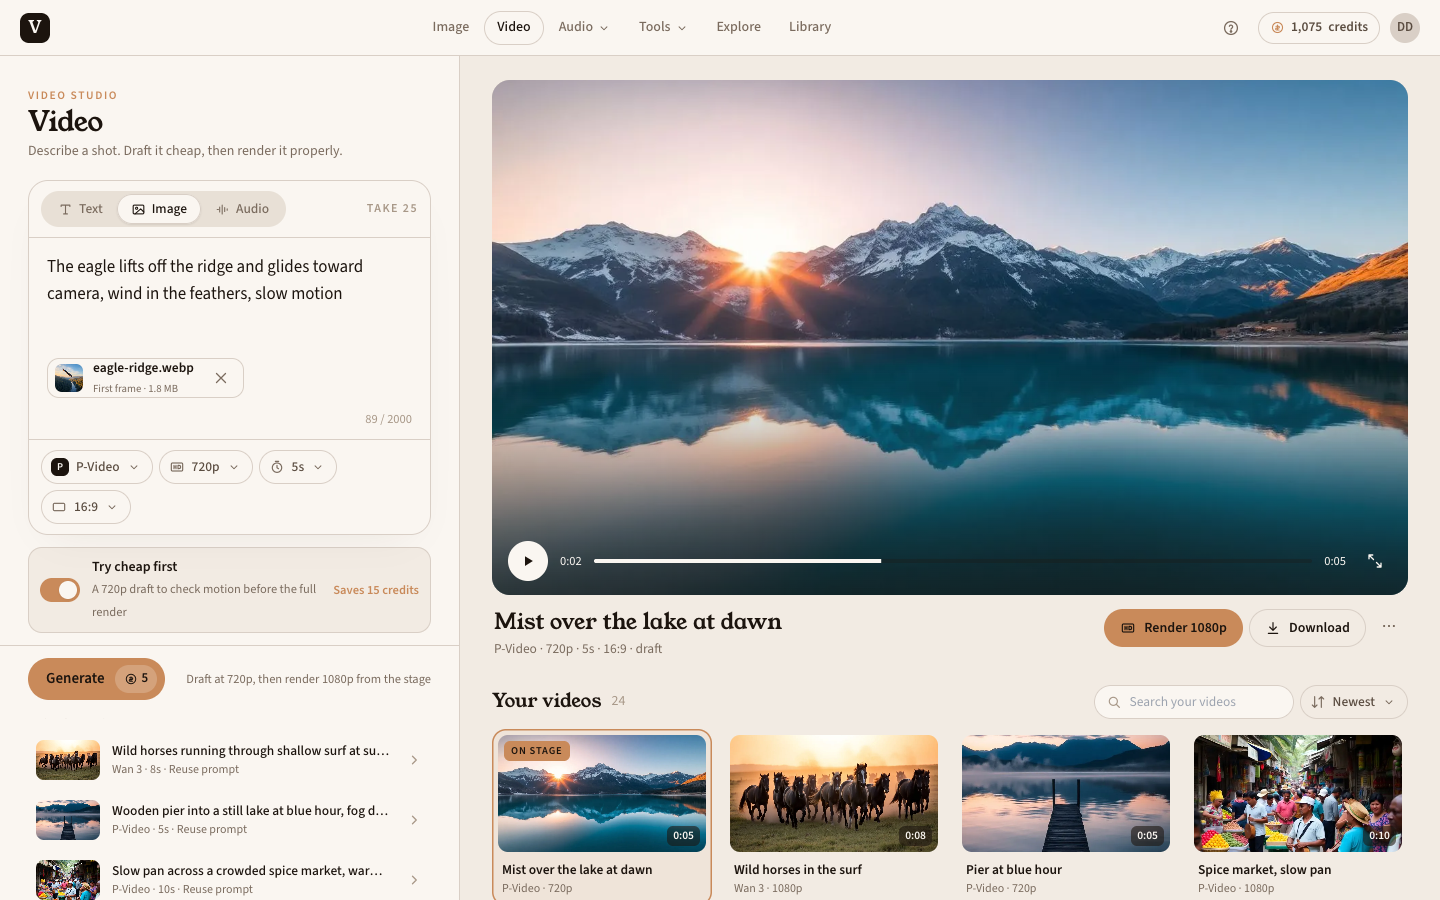 V
Image
Video
Audio
Tools
Explore
Library
1,075 credits
DD
VIDEO STUDIO
Video
Describe a shot. Draft it cheap, then render it properly.
Text
Image
Audio
TAKE 25
The eagle lifts off the ridge and glides toward
camera, wind in the feathers, slow motion
eagle-ridge.webp
First frame · 1.8 MB
89 / 2000
P P-Video
HD 720p
5s
16:9
Try cheap first
A 720p draft to check motion before the full
render
Saves 15 credits
Generate 5
Draft at 720p, then render 1080p from the stage
Wild horses running through shallow surf at su…
Wan 3 · 8s · Reuse prompt
Wooden pier into a still lake at blue hour, fog d…
P-Video · 5s · Reuse prompt
Slow pan across a crowded spice market, war…
P-Video · 10s · Reuse prompt
0:02
0:05
Mist over the lake at dawn
P-Video · 720p · 5s · 16:9 · draft
HD Render 1080p
Download
Your videos 24
Search your videos
Newest
ON STAGE
0:05
Mist over the lake at dawn
P-Video · 720p
0:08
Wild horses in the surf
Wan 3 · 1080p
0:05
Pier at blue hour
P-Video · 720p
0:10
Spice market, slow pan
P-Video · 1080p